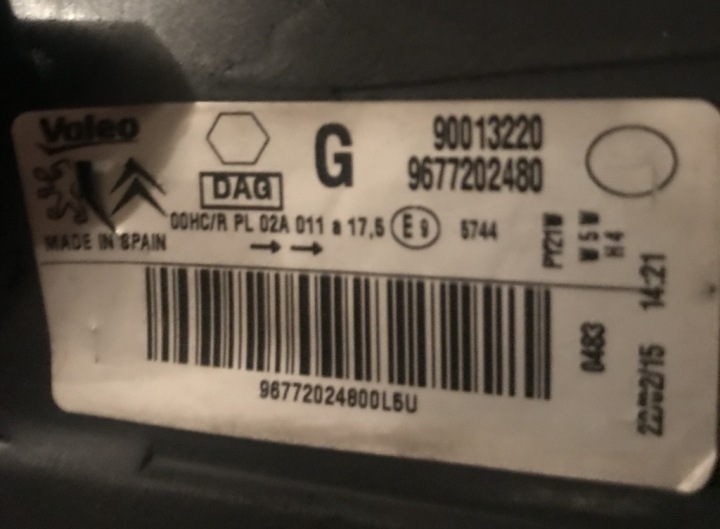 Valeo
G
90013220
9677202480
DAG
00HC/R PL 02A 011 a 17,5 E9 5744
MADE IN SPAIN
PY21W
W5W
H4
0483
22/02/15 14:21
96772024800L5U